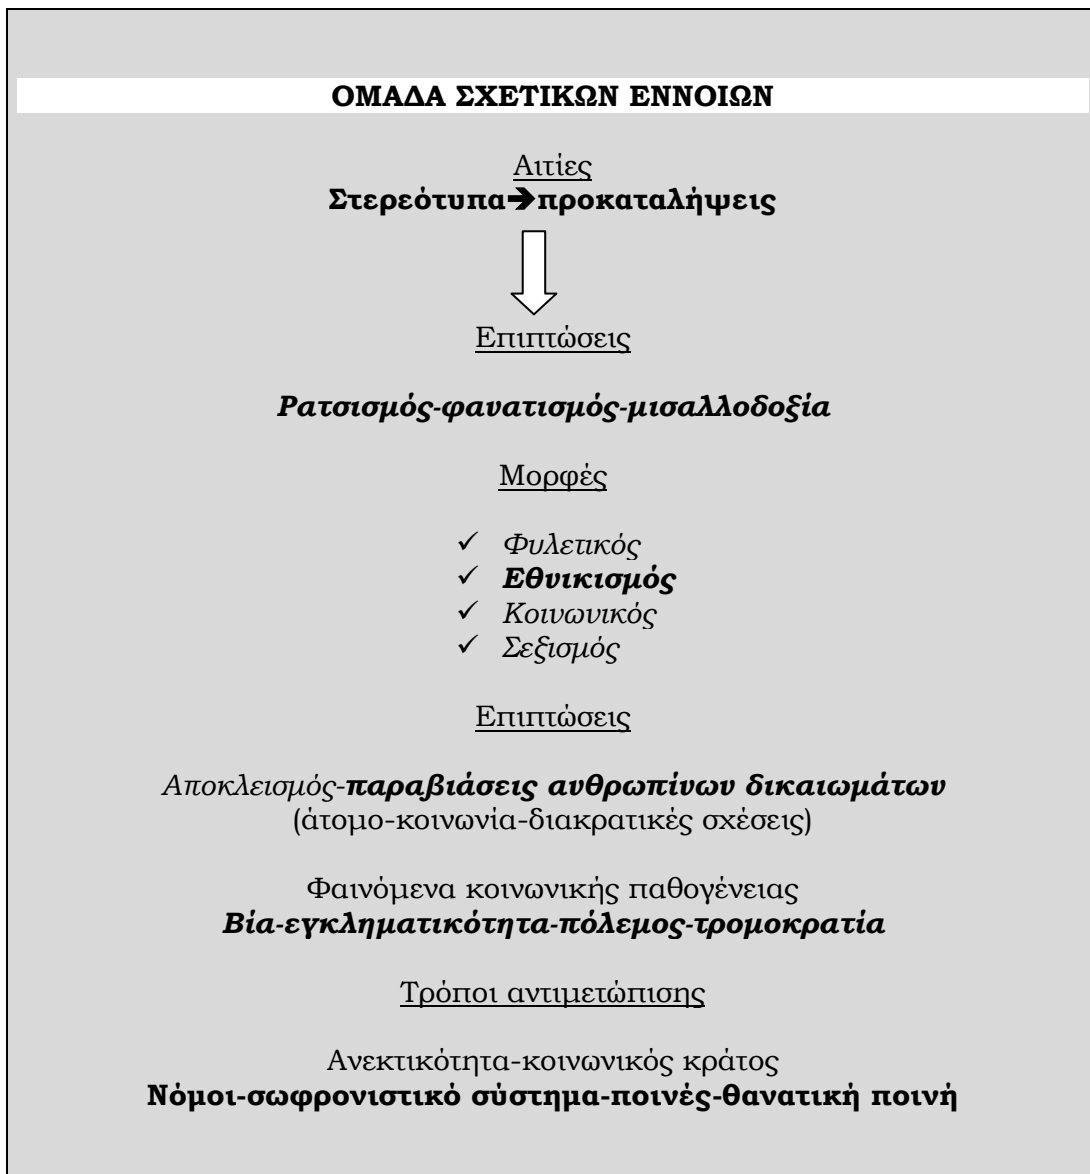 ΟΜΑΔΑ ΣΧΕΤΙΚΩΝ ΕΝΝΟΙΩΝ
Αιτίες
Στερεότυπα➔προκαταλήψεις
Επιπτώσεις
Ρατσισμός-φανατισμός-μισαλλοδοξία
Μορφές
✓ Φυλετικός
✓ Εθνικισμός
✓ Κοινωνικός
✓ Σεξισμός
Επιπτώσεις
Αποκλεισμός-παραβιάσεις ανθρωπίνων δικαιωμάτων
(άτομο-κοινωνία-διακρατικές σχέσεις)
Φαινόμενα κοινωνικής παθογένειας
Βία-εγκληματικότητα-πόλεμος-τρομοκρατία
Τρόποι αντιμετώπισης
Ανεκτικότητα-κοινωνικός κράτος
Νόμοι-σωφρονιστικό σύστημα-ποινές-θανατική ποινή